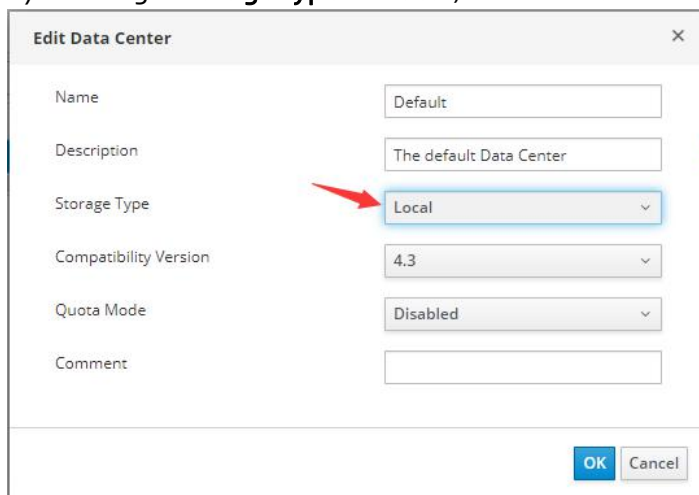 Edit Data Center ×
Name Default
Description The default Data Center
Storage Type Local
Compatibility Version 4.3
Quota Mode Disabled
Comment
OK Cancel